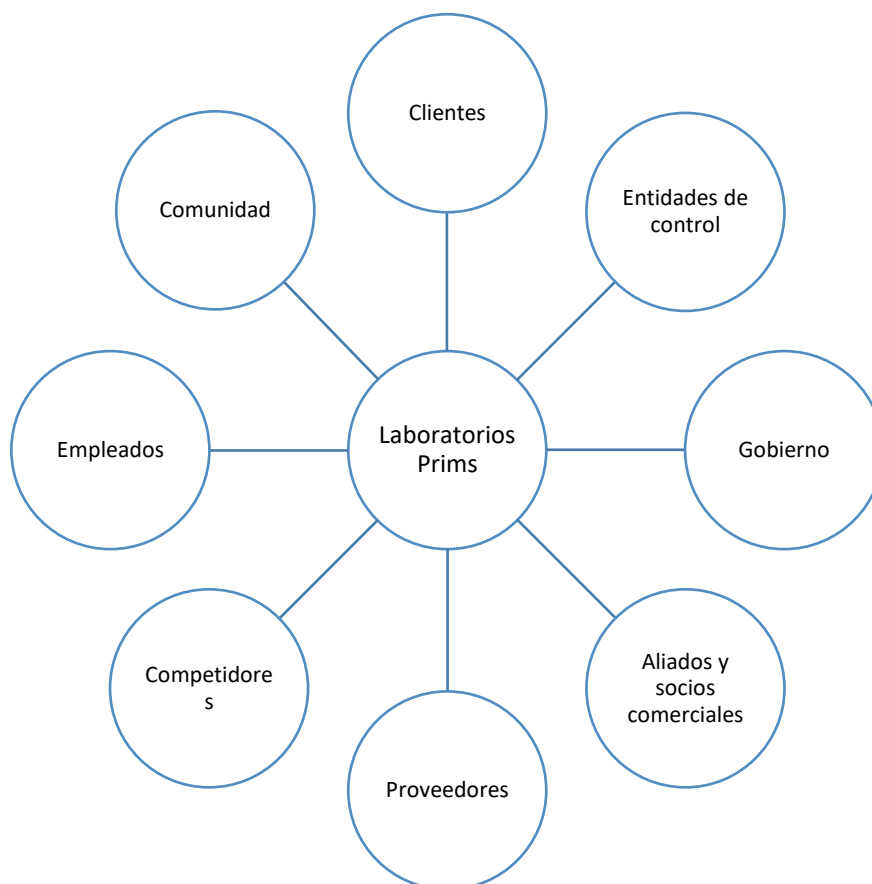 Clientes
Comunidad
Entidades de
control
Empleados
Laboratorios
Prims
Gobierno
Competidore
s
Aliados y
socios
comerciales
Proveedores